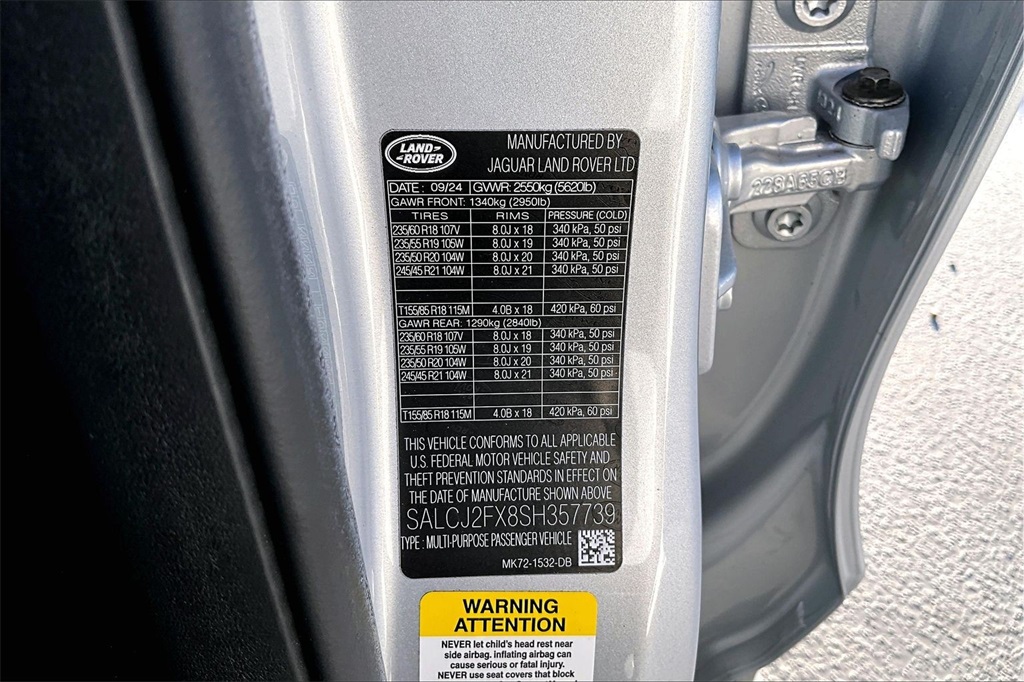 LAND-
-ROVER
MANUFACTURED BY
JAGUAR LAND ROVER LTD
DATE : 09/24 GVWR: 2550kg (5620lb)
GAWR FRONT: 1340kg (2950lb)
TIRES RIMS PRESSURE (COLD)
235/60 R18 107V 8.0J x 18 340 kPa, 50 psi
235/55 R19 105W 8.0J x 19 340 kPa, 50 psi
235/50 R20 104W 8.0J x 20 340 kPa, 50 psi
245/45 R21 104W 8.0J x 21 340 kPa, 50 psi
T155/85 R18 115M 4.0B x 18 420 kPa, 60 psi
GAWR REAR: 1290kg (2840lb)
235/60 R18 107V 8.0J x 18 340 kPa, 50 psi
235/55 R19 105W 8.0J x 19 340 kPa, 50 psi
235/50 R20 104W 8.0J x 20 340 kPa, 50 psi
245/45 R21 104W 8.0J x 21 340 kPa, 50 psi
T155/85 R18 115M 4.0B x 18 420 kPa, 60 psi
THIS VEHICLE CONFORMS TO ALL APPLICABLE
U.S. FEDERAL MOTOR VEHICLE SAFETY AND
THEFT PREVENTION STANDARDS IN EFFECT ON
THE DATE OF MANUFACTURE SHOWN ABOVE
SALCJ2FX8SH357739
TYPE : MULTI-PURPOSE PASSENGER VEHICLE
MK72-1532-DB
WARNING
ATTENTION
NEVER let child's head rest near
side airbag. inflating airbag can
cause serious or fatal injury.
NEVER use seat covers that block